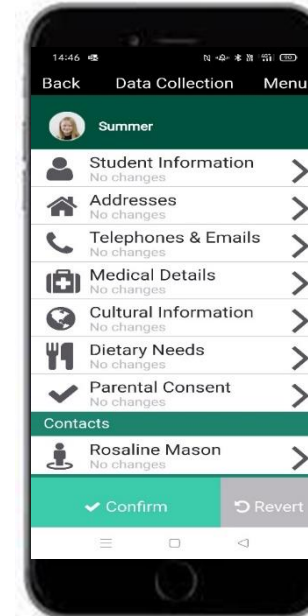 14:46
Back Data Collection Menu
Summer
Student Information
No changes
Addresses
No changes
Telephones & Emails
No changes
Medical Details
No changes
Cultural Information
No changes
Dietary Needs
No changes
Parental Consent
No changes
Contacts
Rosaline Mason
No changes
Confirm Revert